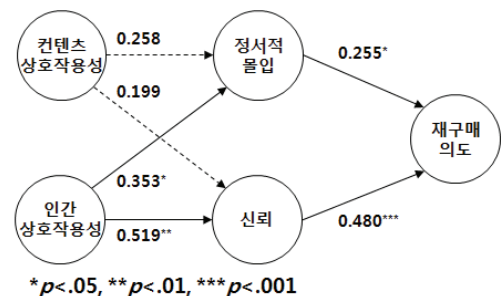 컨텐츠
상호작용성
0.258
정서적
몰입
0.255*
0.199
재구매
의도
인간
상호작용성
0.353*
0.519**
신뢰
0.480***
*p<.05, **p<.01, ***p<.001